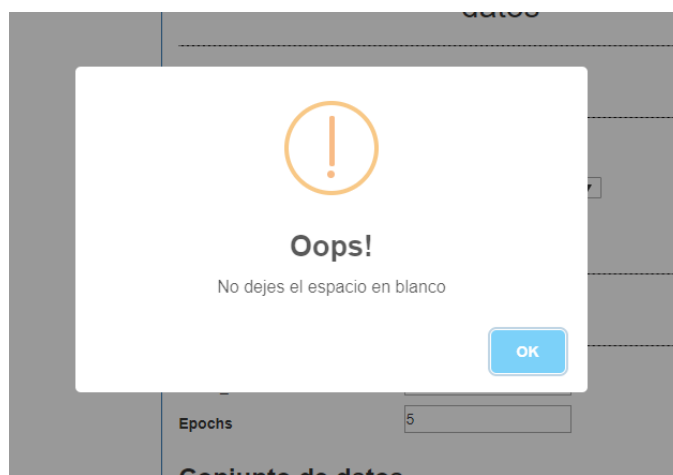 datos
Oops!
No dejes el espacio en blanco
OK
Epochs
5
Conjunto de datos